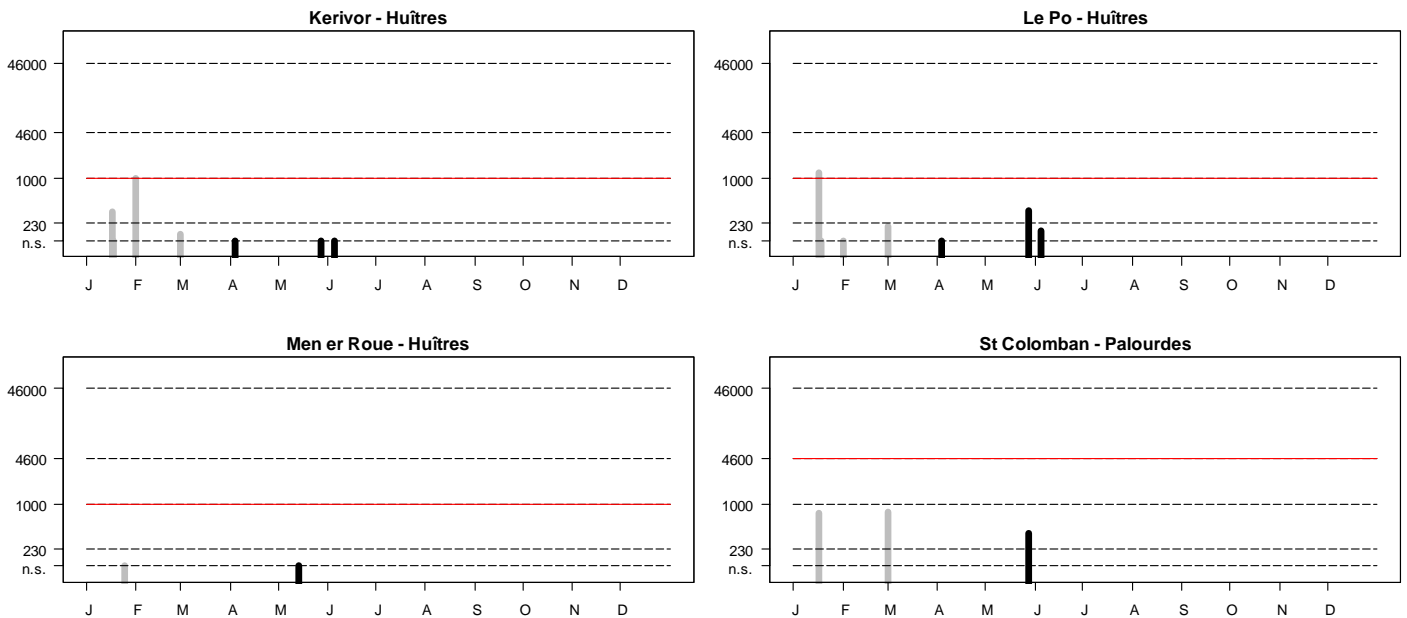 Kerivor - Huîtres
46000
4600
1000
230
n.s.
J F M A M J J A S O N D
Le Po - Huîtres
46000
4600
1000
230
n.s.
J F M A M J J A S O N D
Men er Roue - Huîtres
46000
4600
1000
230
n.s.
J F M A M J J A S O N D
St Colomban - Palourdes
46000
4600
1000
230
n.s.
J F M A M J J A S O N D